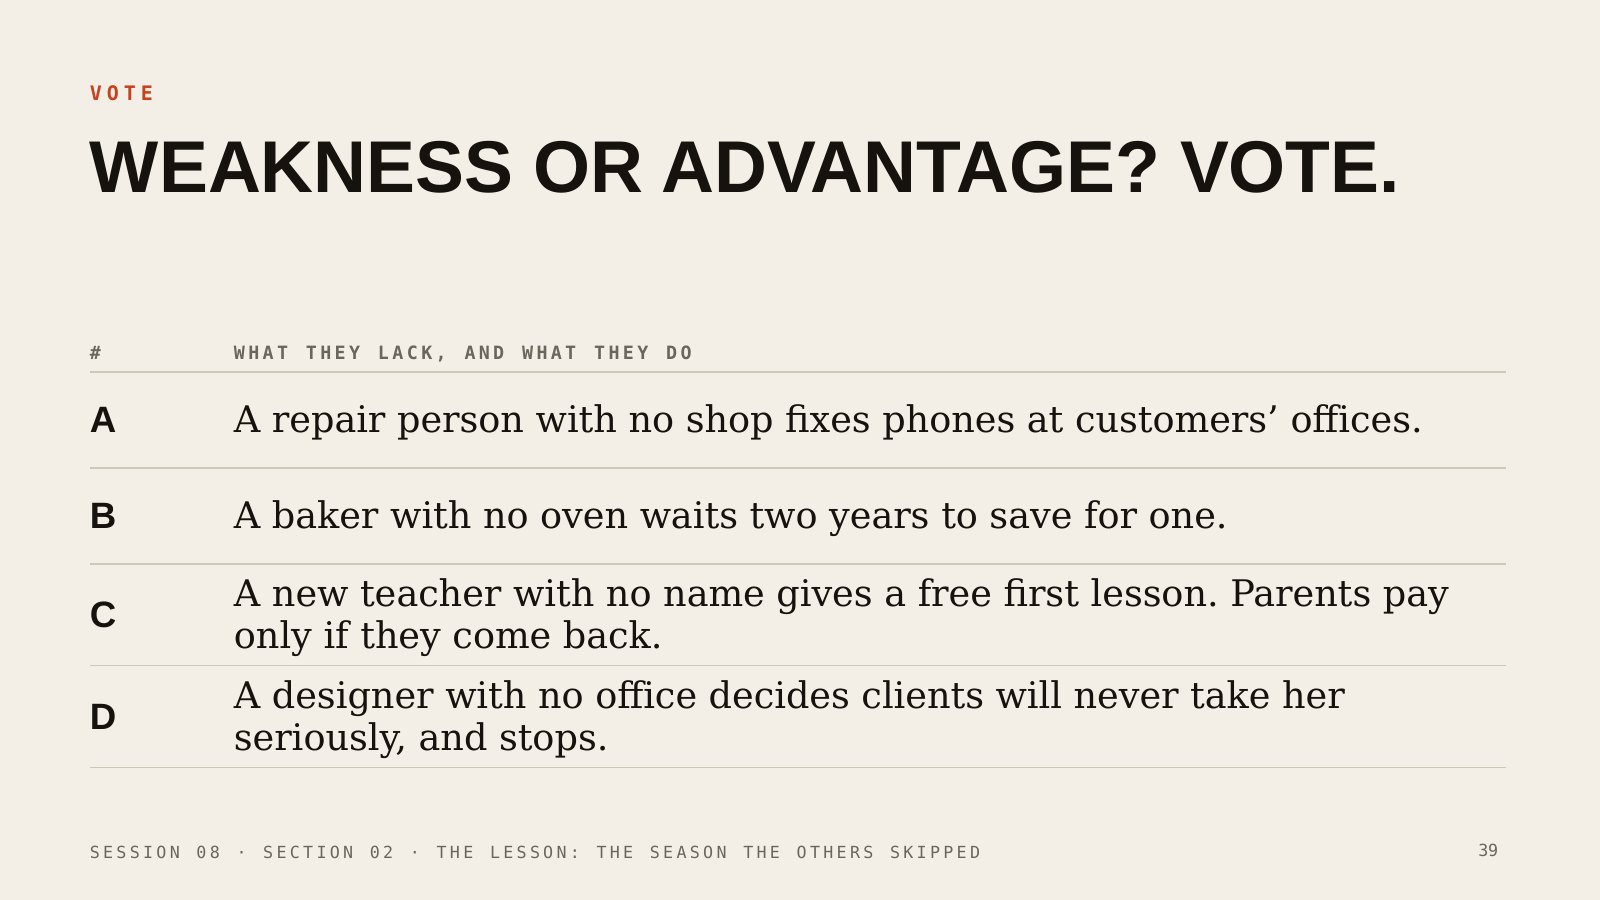 VOTE
WEAKNESS OR ADVANTAGE? VOTE.
# WHAT THEY LACK, AND WHAT THEY DO
A A repair person with no shop fixes phones at customers’ offices.
B A baker with no oven waits two years to save for one.
C A new teacher with no name gives a free first lesson. Parents pay
only if they come back.
D A designer with no office decides clients will never take her
seriously, and stops.
SESSION 08 · SECTION 02 · THE LESSON: THE SEASON THE OTHERS SKIPPED 39